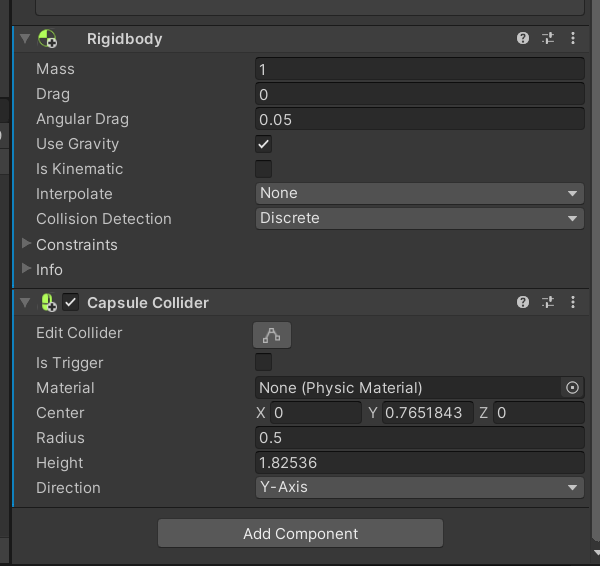 Rigidbody
Mass 1
Drag 0
Angular Drag 0.05
Use Gravity
Is Kinematic
Interpolate None
Collision Detection Discrete
Constraints
Info
Capsule Collider
Edit Collider
Is Trigger
Material None (Physic Material)
Center X 0 Y 0.7651843 Z 0
Radius 0.5
Height 1.82536
Direction Y-Axis
Add Component